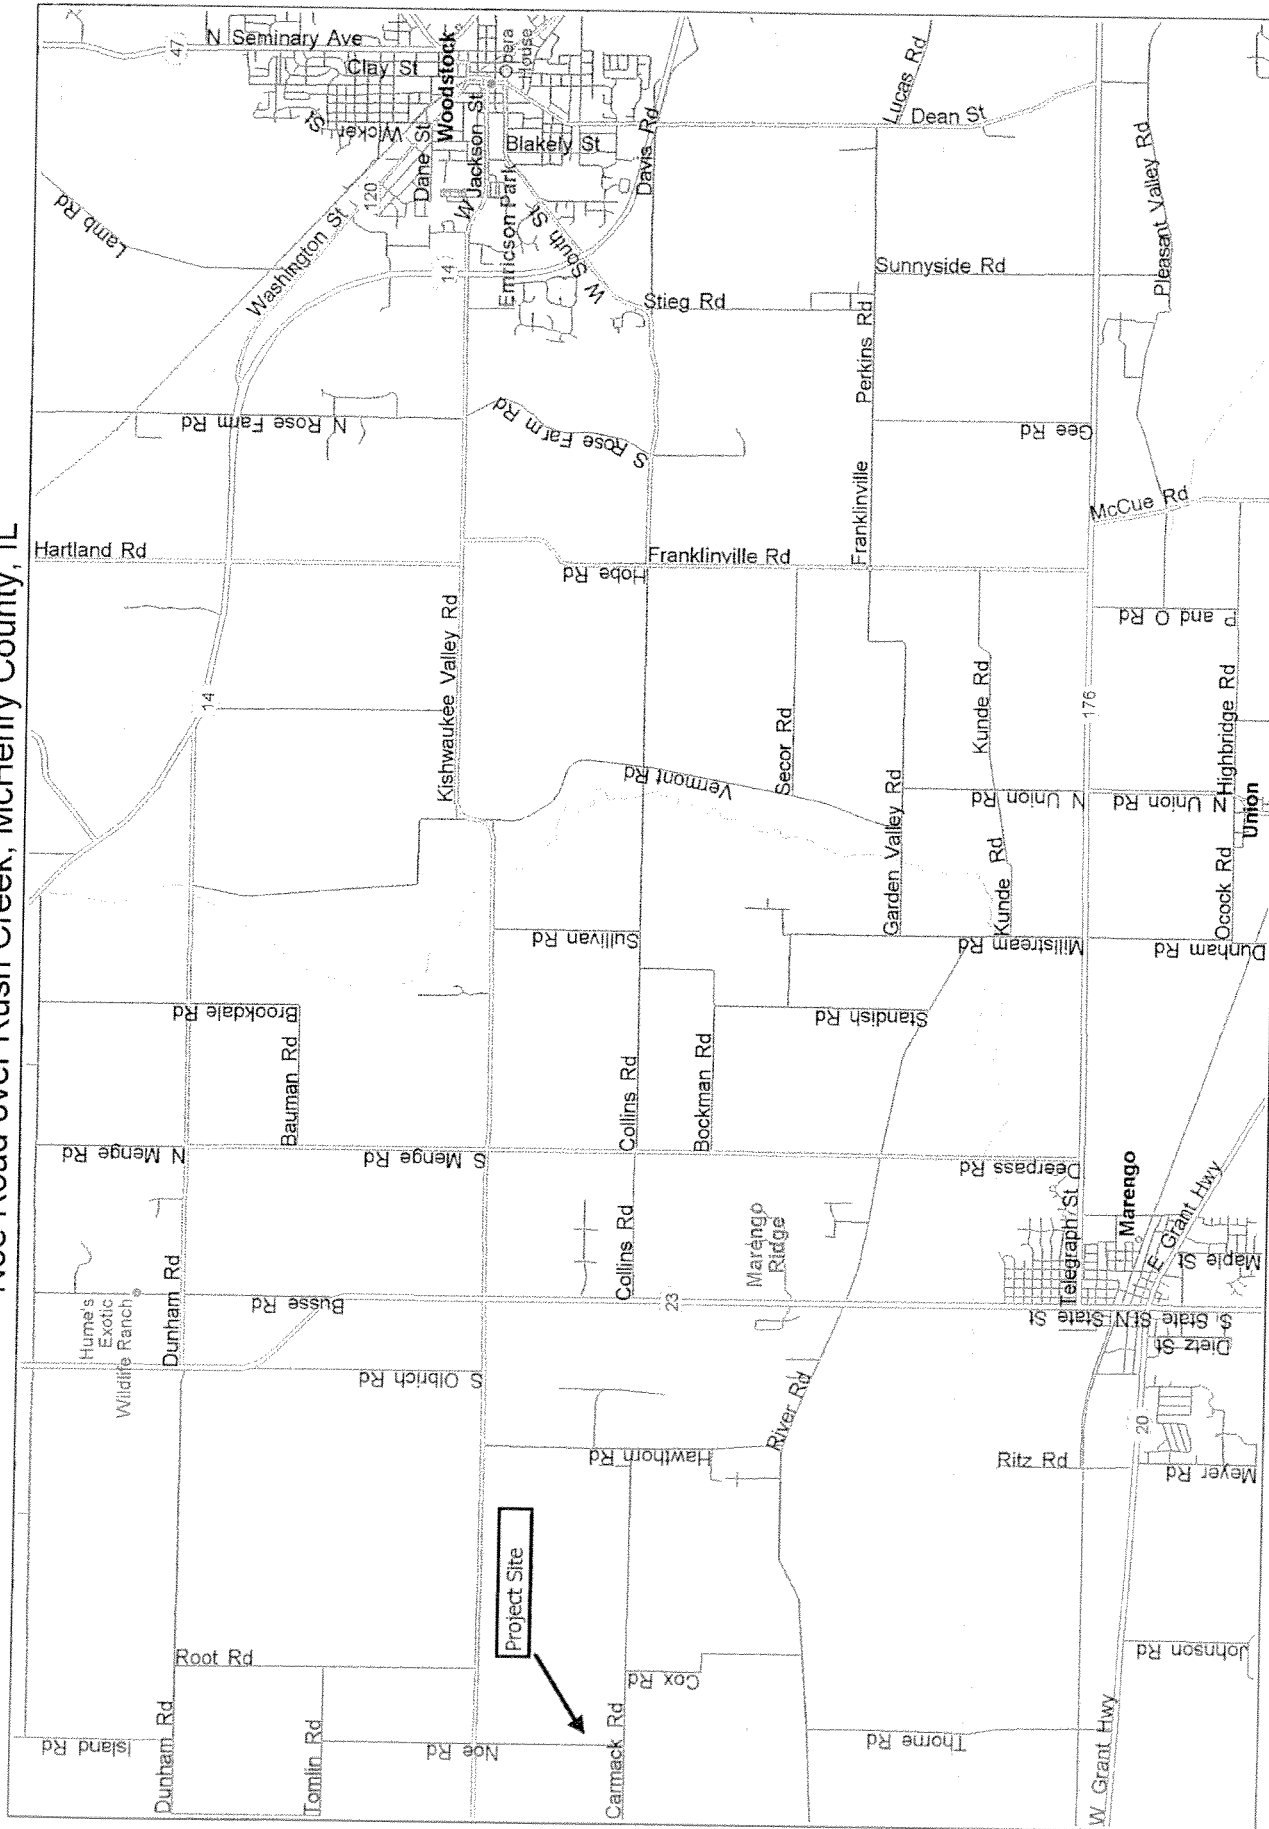 Noe Road over Rush Creek, McHenry County, IL
47
N Seminary Ave
Clay St
Wicker St
Woodstock
Opera
House
Dane St
W Jackson St
Blakely St
Emricson Park
Davis Rd
Lucas Rd
Dean St
Pleasant Valley Rd
Lamb Rd
120
Washington St
14
W South St
Stieg Rd
Sunnyside Rd
Perkins Rd
N Rose Farm Rd
S Rose Farm Rd
Franklinville
Gee Rd
McCue Rd
Hartland Rd
Hobe Rd
Franklinville Rd
P and O Rd
14
Kishwaukee Valley Rd
Vermont Rd
Secor Rd
Garden Valley Rd
Kunde Rd
Kunde Rd
N Union Rd
176
N Union Rd
Highbridge Rd
Union
Ocock Rd
Sullivan Rd
Millstream Rd
Dunham Rd
Brookdale Rd
Bauman Rd
Standish Rd
Bockman Rd
Collins Rd
N Menge Rd
S Menge Rd
Deerpass Rd
Marengo
Collins Rd
Marengo
Ridge
Telegraph St
E Grant Hwy
Maple St
Hume's
Exotic
Wildlife Ranch
Dunham Rd
Busse Rd
23
N State St
S State St
Dietz St
S Olbrich Rd
River Rd
Hawthorn Rd
Ritz Rd
20
Meyer Rd
Project Site
Root Rd
Cox Rd
Johnson Rd
Island Rd
Dunham Rd
Tomlin Rd
Noe Rd
Carmack Rd
Thorne Rd
W Grant Hwy